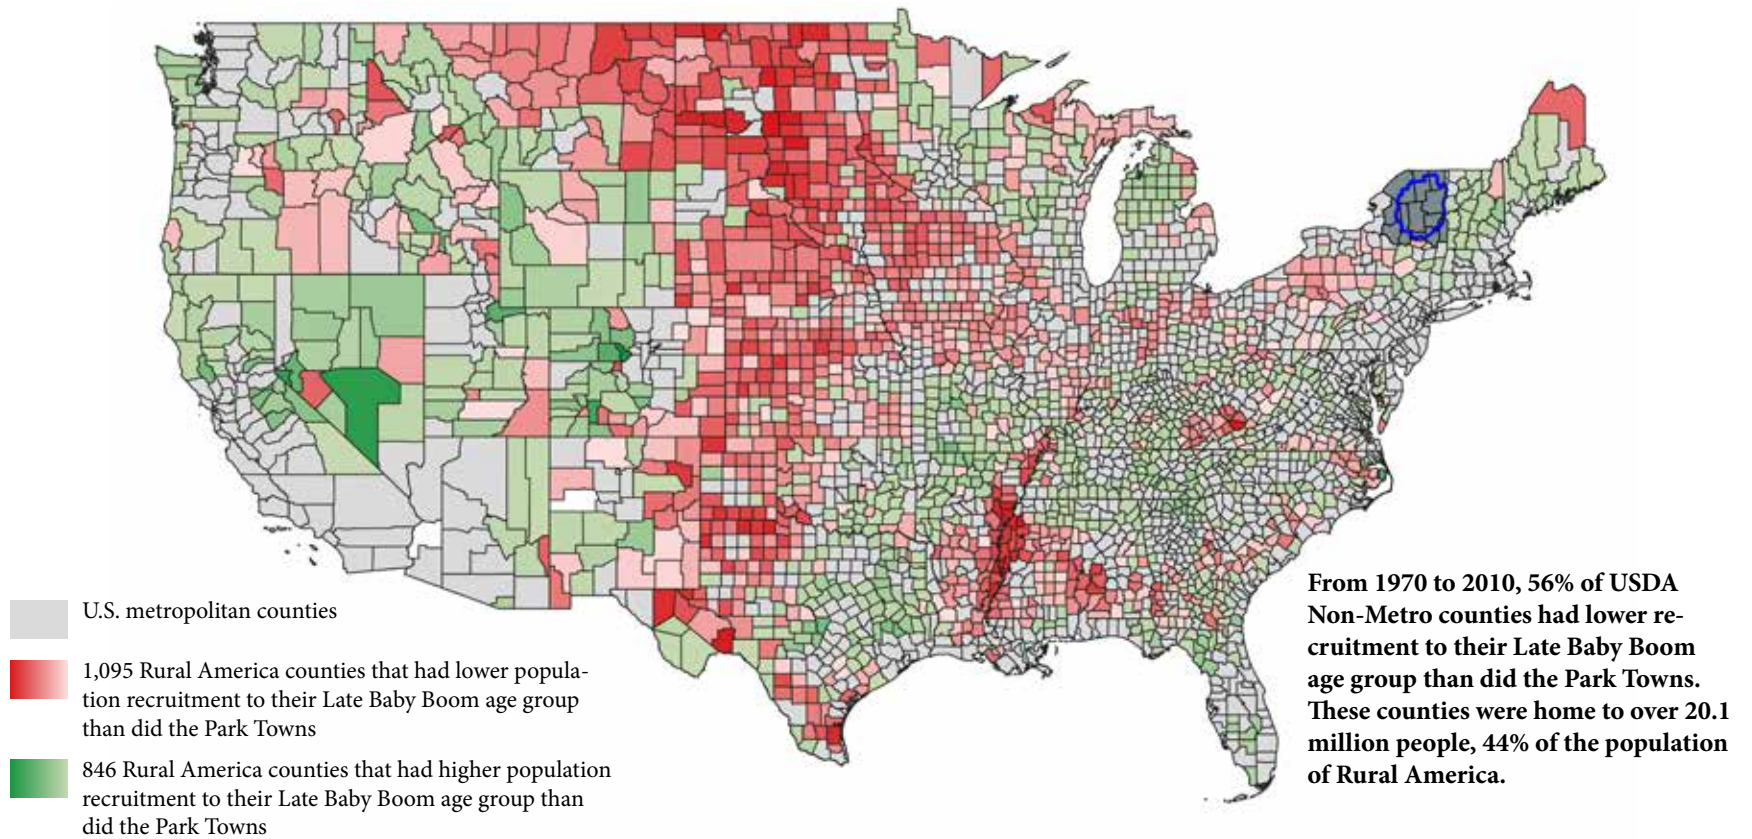 U.S. metropolitan counties
1,095 Rural America counties that had lower popula-
tion recruitment to their Late Baby Boom age group
than did the Park Towns
846 Rural America counties that had higher population
recruitment to their Late Baby Boom age group than
did the Park Towns
From 1970 to 2010, 56% of USDA
Non-Metro counties had lower re-
cruitment to their Late Baby Boom
age group than did the Park Towns.
These counties were home to over 20.1
million people, 44% of the population
of Rural America.